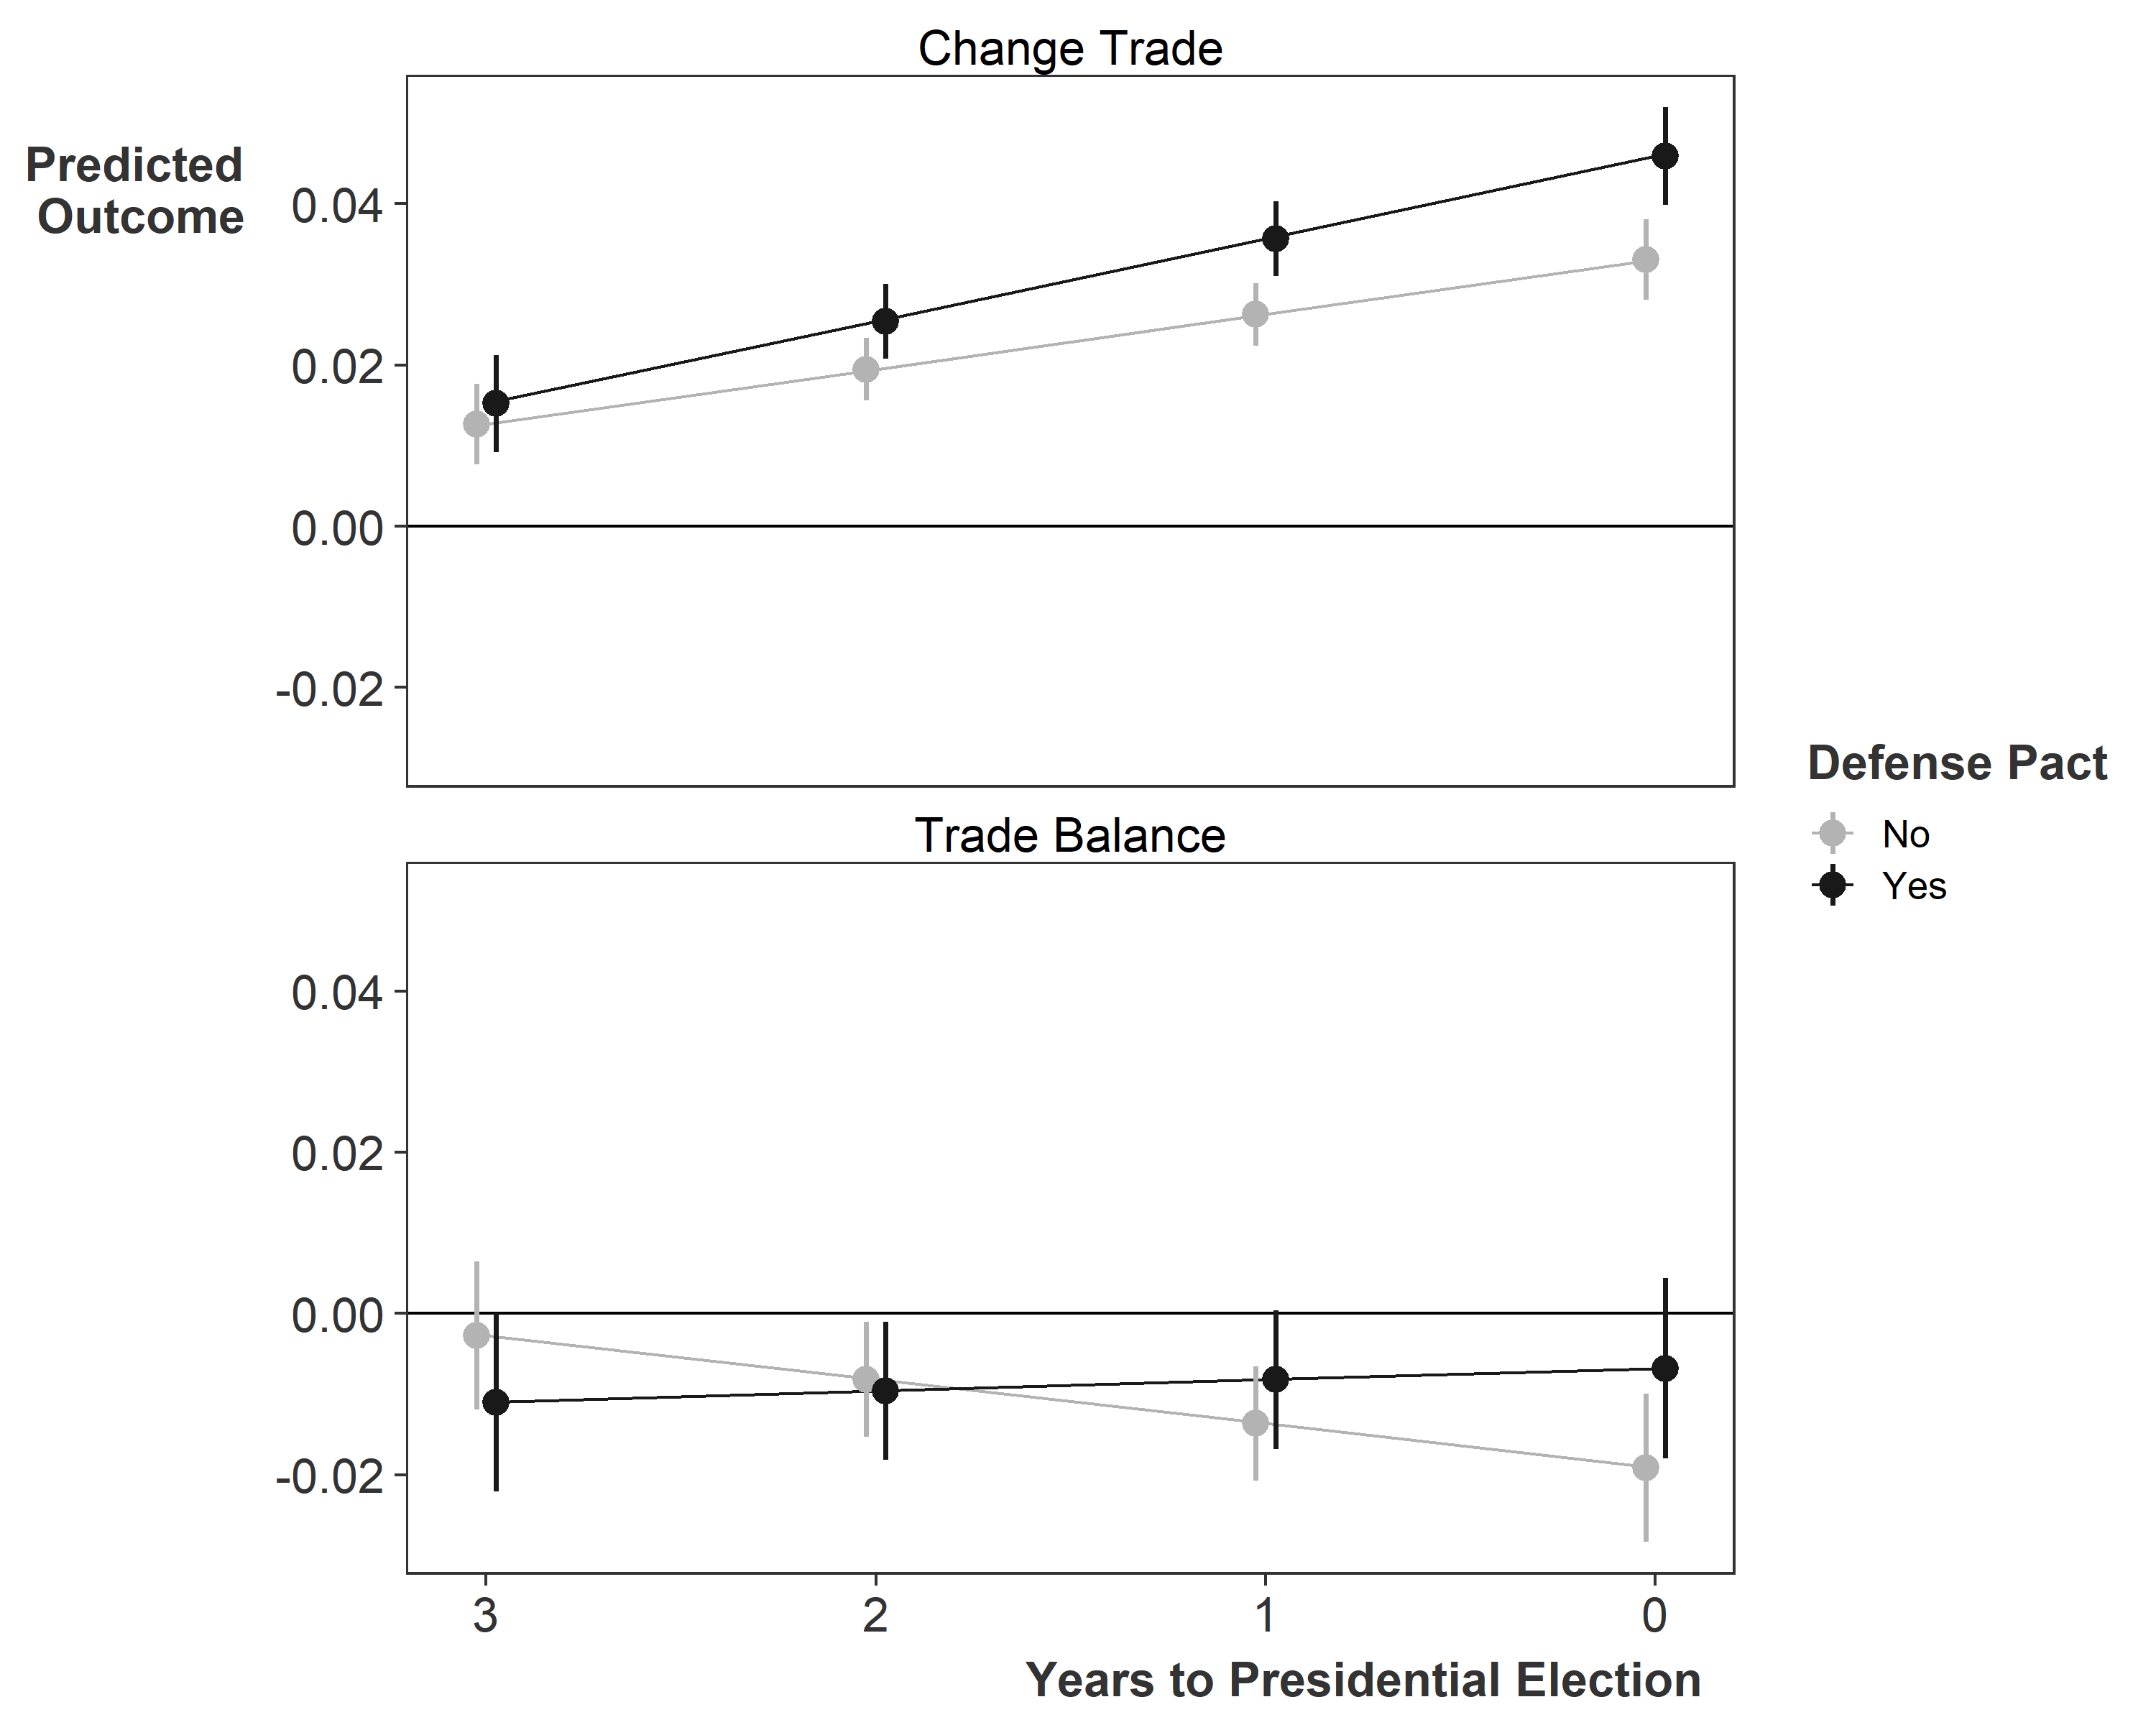 Change Trade
Predicted
Outcome
0.04
0.02
0.00
-0.02
Trade Balance
0.04
0.02
0.00
-0.02
3 2 1 0
Years to Presidential Election
Defense Pact
No
Yes